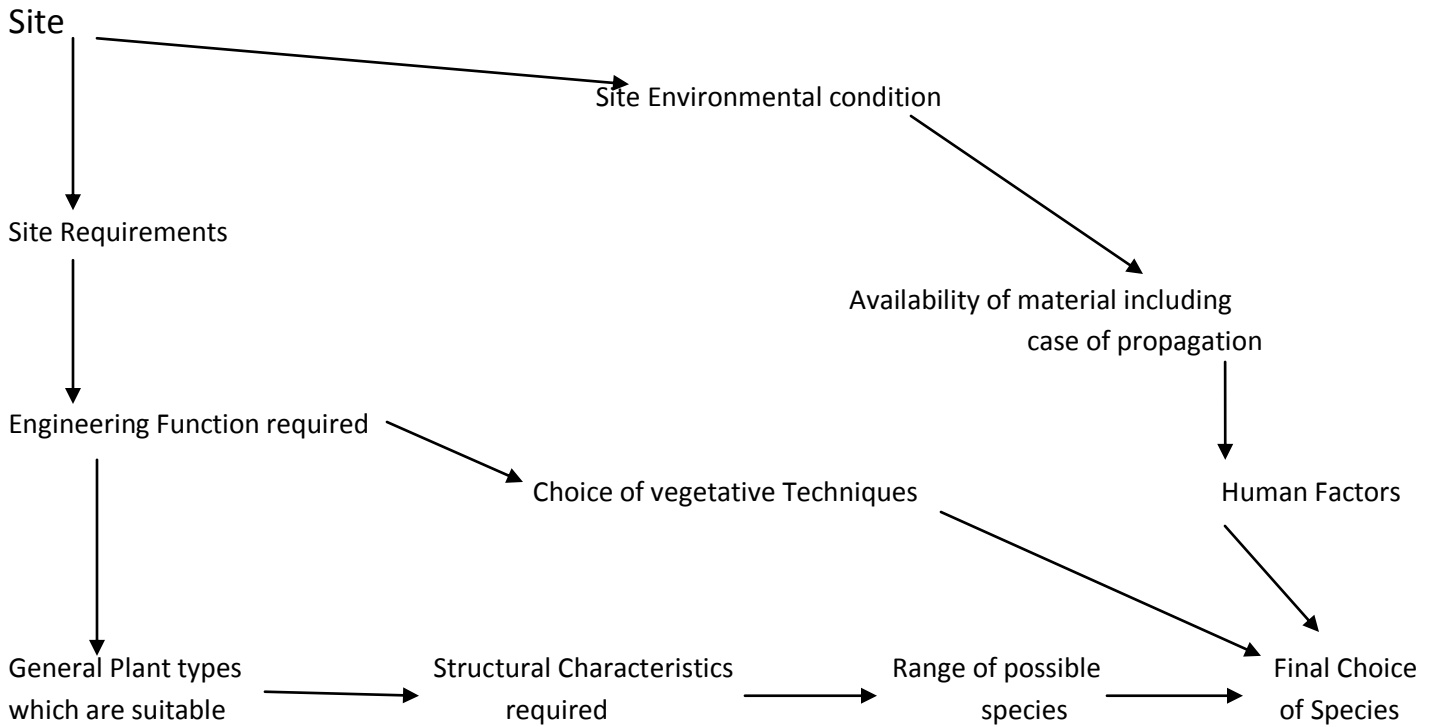 Site
Site Environmental condition
Site Requirements
Availability of material including
case of propagation
Engineering Function required
Choice of vegetative Techniques
Human Factors
General Plant types
which are suitable
Structural Characteristics
required
Range of possible
species
Final Choice
of Species